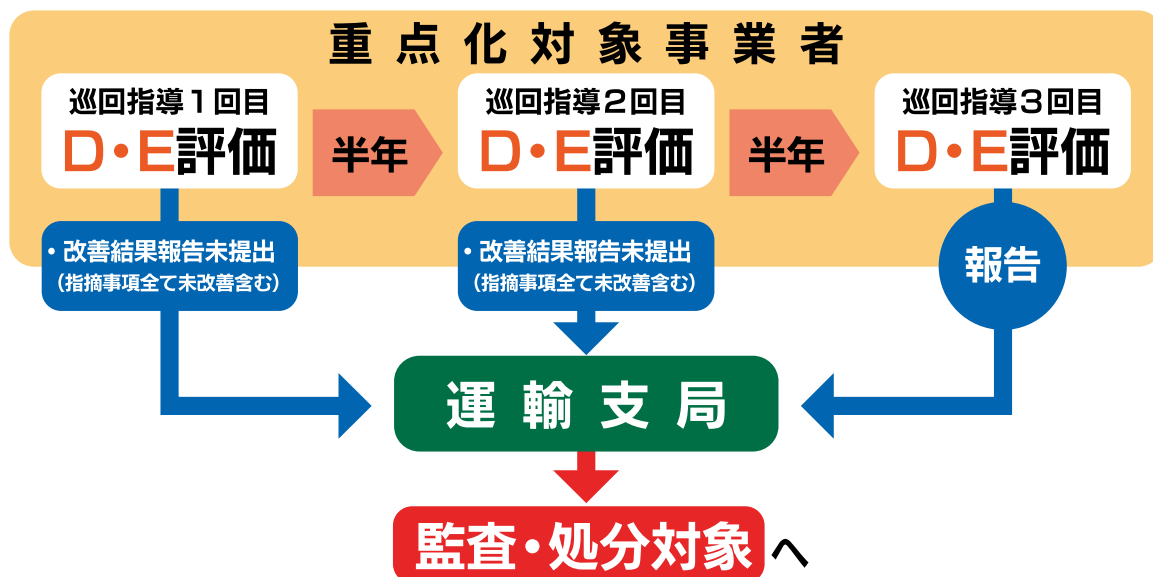 重点化対象事業者
巡回指導1回目
D・E評価
半年
巡回指導2回目
D・E評価
半年
巡回指導3回目
D・E評価
・改善結果報告未提出
（指摘事項全て未改善含む）
・改善結果報告未提出
（指摘事項全て未改善含む）
報告
運輸支局
監査・処分対象へ